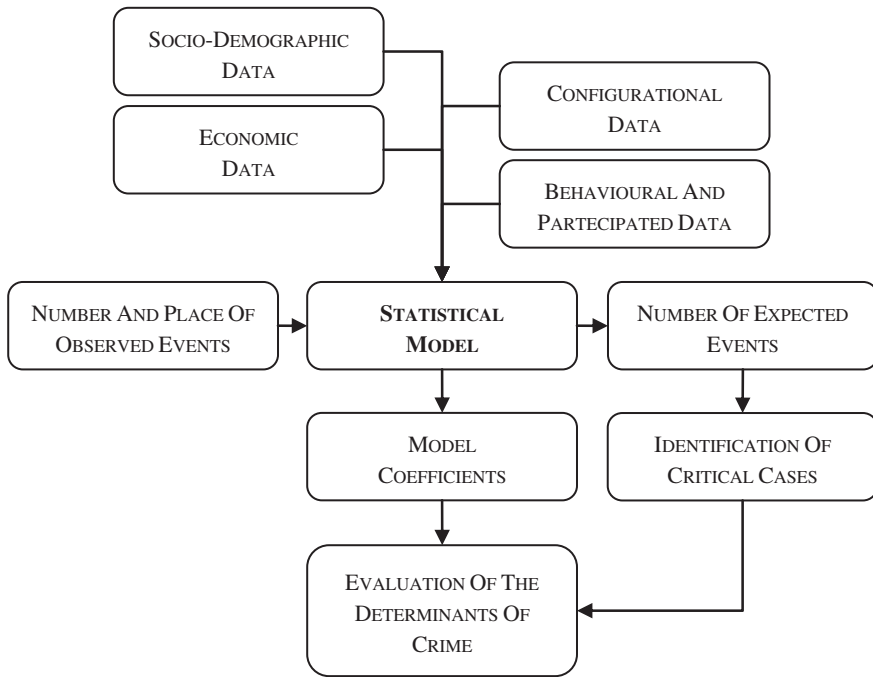 Socio-Demographic
Data
Economic
Data
Configurational
Data
Behavioural And
Partecipated Data
Number And Place Of
Observed Events
Statistical
Model
Number Of Expected
Events
Model
Coefficients
Identification Of
Critical Cases
Evaluation Of The
Determinants Of
Crime